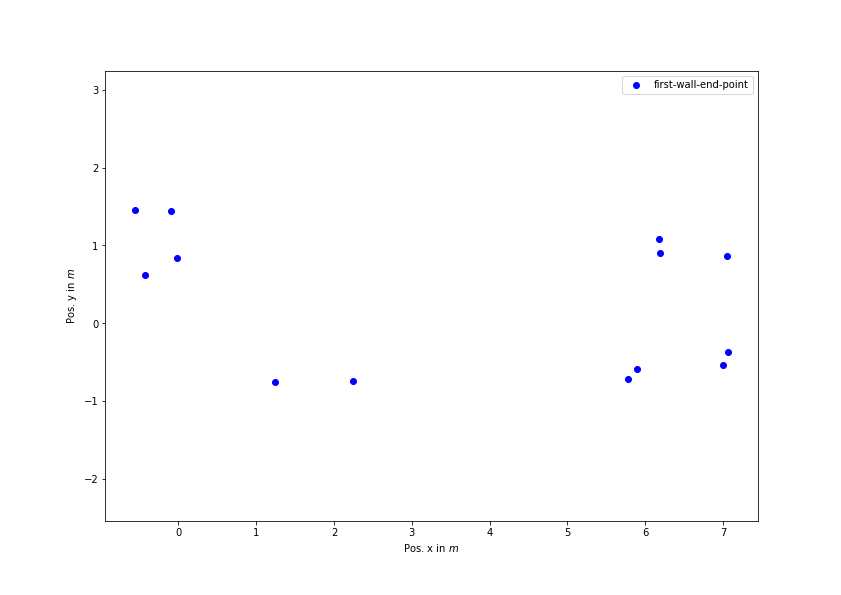 first-wall-end-point
3
2
1
0
−1
−2
Pos. y in m
0 1 2 3 4 5 6 7
Pos. x in m